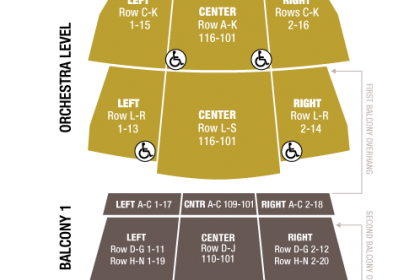 LEFT
Row C-K
1-15
CENTER
Row A-K
116-101
RIGHT
Rows C-K
2-16
ORCHESTRA LEVEL
LEFT
Row L-R
1-13
CENTER
Row L-S
116-101
RIGHT
Row L-R
2-14
FIRST BALCONY OVERHANG
LEFT A-C 1-17
CNTR A-C 109-101
RIGHT A-C 2-18
BALCONY 1
LEFT
Row D-G 1-11
Row H-N 1-19
CENTER
Row D-J
110-101
RIGHT
Row D-G 2-12
Row H-N 2-20
SECOND BALCONY O